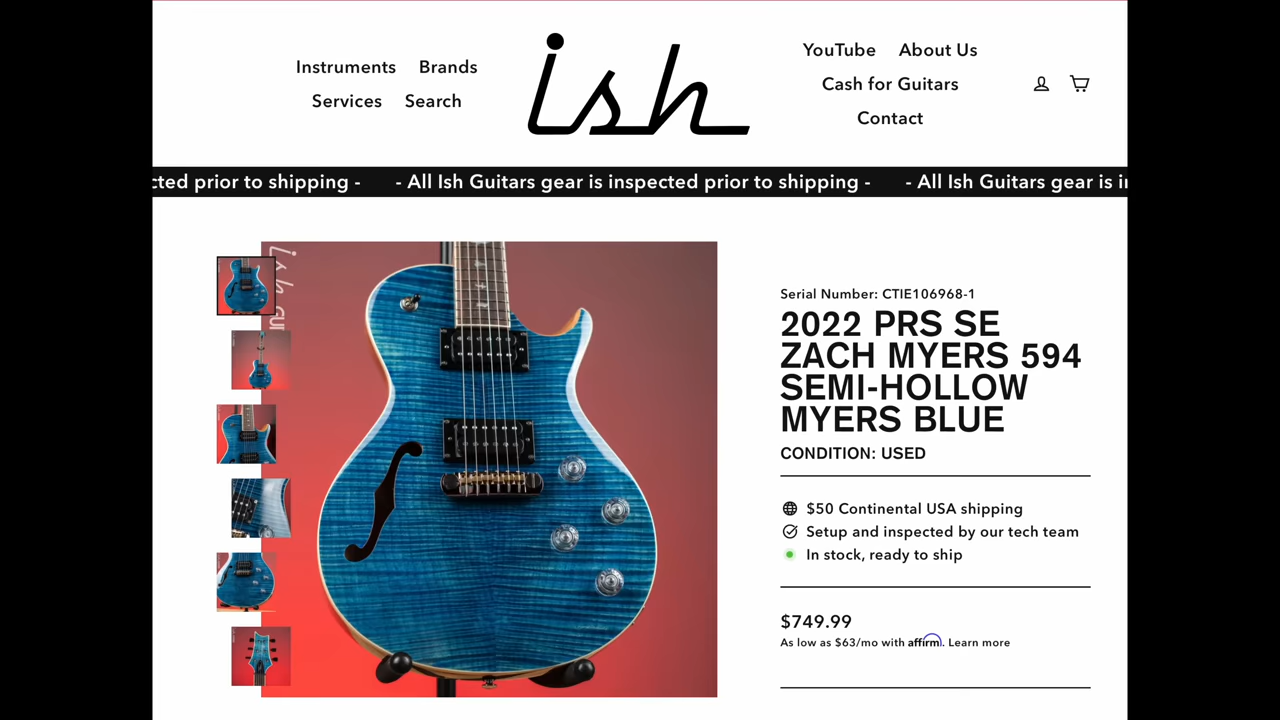 Instruments Brands
Services Search
ish
YouTube About Us
Cash for Guitars
Contact
cted prior to shipping - - All Ish Guitars gear is inspected prior to shipping - - All Ish Guitars gear is i
ish GUI
Serial Number: CTIE106968-1
2022 PRS SE
ZACH MYERS 594
SEMI-HOLLOW
MYERS BLUE
CONDITION: USED
$50 Continental USA shipping
Setup and inspected by our tech team
In stock, ready to ship
$749.99
As low as $63/mo with affirm. Learn more